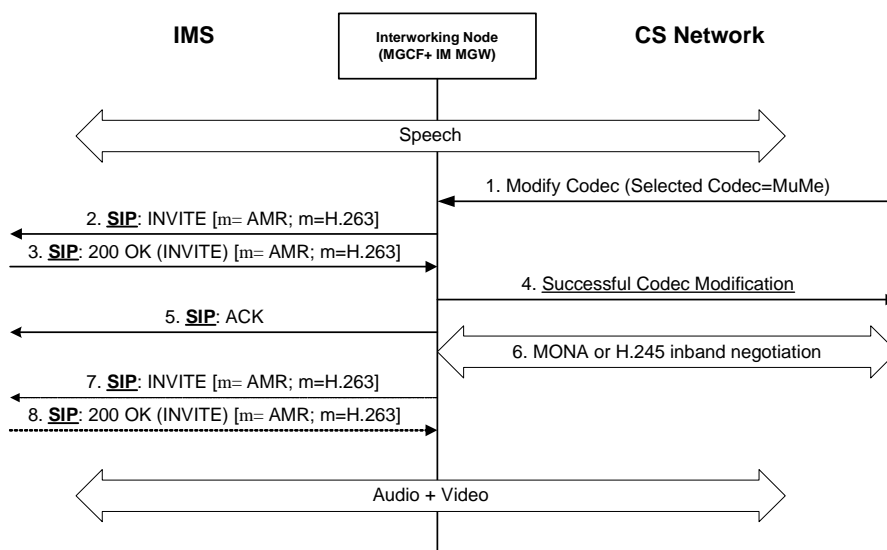 IMS
Interworking Node
(MGCF+ IM MGW)
CS Network
Speech
1. Modify Codec (Selected Codec=MuMe)
2. SIP: INVITE [m= AMR; m=H.263]
3. SIP: 200 OK (INVITE) [m= AMR; m=H.263]
4. Successful Codec Modification
5. SIP: ACK
6. MONA or H.245 inband negotiation
7. SIP: INVITE [m= AMR; m=H.263]
8. SIP: 200 OK (INVITE) [m= AMR; m=H.263]
Audio + Video